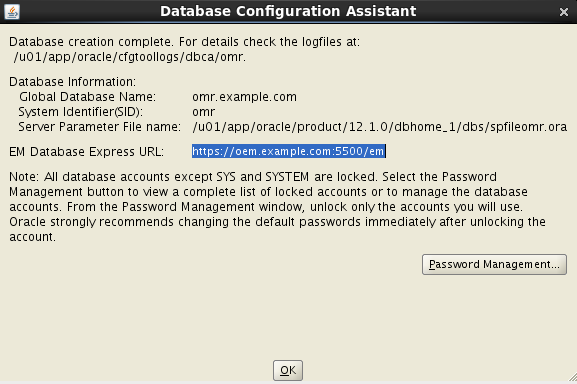 Database Configuration Assistant
Database creation complete. For details check the logfiles at:
/u01/app/oracle/cfgtoollogs/dbca/omr.
Database Information:
Global Database Name: omr.example.com
System Identifier(SID): omr
Server Parameter File name: /u01/app/oracle/product/12.1.0/dbhome_1/dbs/spfileomr.ora
EM Database Express URL: https://oem.example.com:5500/em
Note: All database accounts except SYS and SYSTEM are locked. Select the Password
Management button to view a complete list of locked accounts or to manage the database
accounts. From the Password Management window, unlock only the accounts you will use.
Oracle strongly recommends changing the default passwords immediately after unlocking the
account.
Password Management...
OK